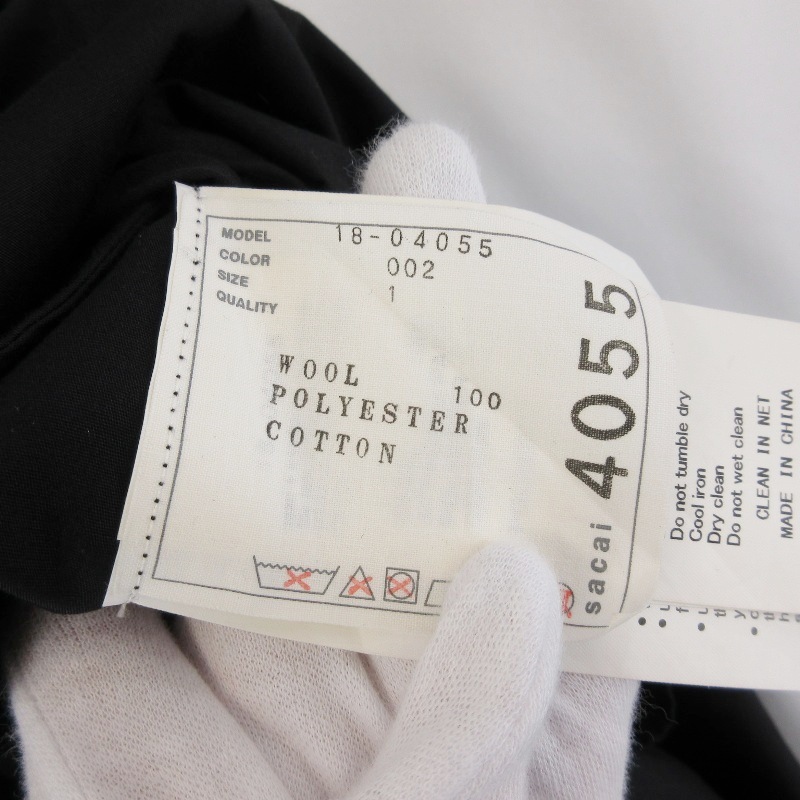 MODEL 18-04055
COLOR 002
SIZE 1
QUALITY
WOOL
POLYESTER 100
COTTON
sacai 4055
Do not tumble dry
Cool iron
Dry clean
Do not wet clean
CLEAN IN NET
MADE IN CHINA